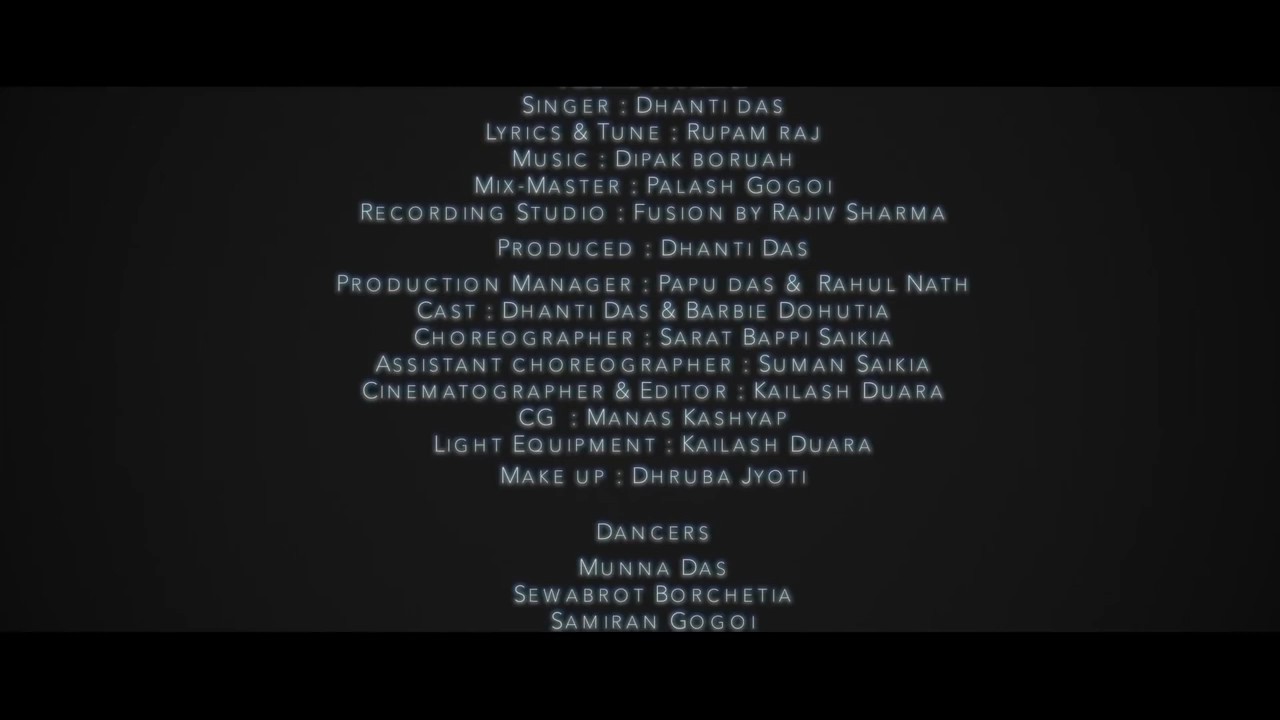 Singer : Dhanti das
Lyrics & Tune : Rupam raj
Music : Dipak boruah
Mix-Master : Palash Gogoi
Recording Studio : Fusion by Rajiv Sharma
Produced : Dhanti Das
Production Manager : Papu das & Rahul Nath
Cast : Dhanti Das & Barbie Dohutia
Choreographer : Sarat Bappi Saikia
Assistant choreographer : Suman Saikia
Cinematographer & Editor : Kailash Duara
CG : Manas Kashyap
Light Equipment : Kailash Duara
Make up : Dhruba Jyoti
Dancers
Munna Das
Sewabrot Borchetia
Samiran Gogoi